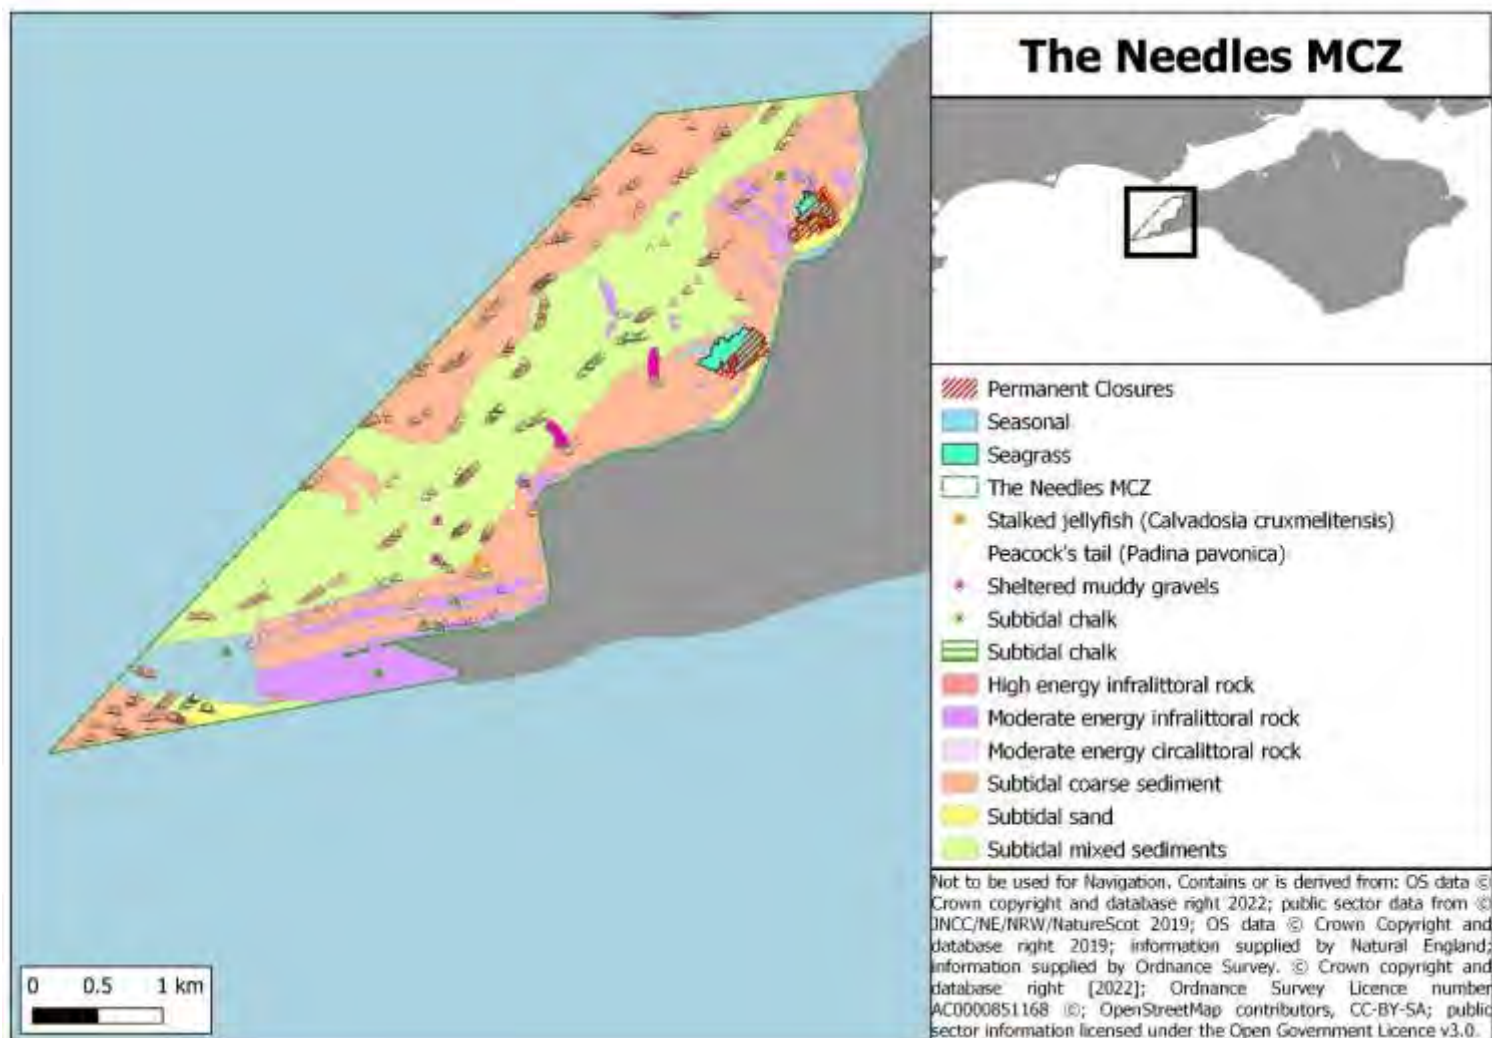 The Needles MCZ
Permanent Closures
Seasonal
Seagrass
The Needles MCZ
Stalked jellyfish (Calvadosia cruxmelitensis)
Peacock's tail (Padina pavonica)
Sheltered muddy gravels
Subtidal chalk
Subtidal chalk
High energy infralittoral rock
Moderate energy infralittoral rock
Moderate energy circalittoral rock
Subtidal coarse sediment
Subtidal sand
Subtidal mixed sediments
Not to be used for Navigation. Contains or is derived from: OS data ©
Crown copyright and database right 2022; public sector data from ©
JNCC/NE/NRW/NatureScot 2019; OS data © Crown Copyright and
database right 2019; information supplied by Natural England;
information supplied by Ordnance Survey. © Crown copyright and
database right [2022]; Ordnance Survey Licence number
AC0000851168 ©; OpenStreetMap contributors, CC-BY-SA; public
sector information licensed under the Open Government Licence v3.0.
0 0.5 1 km